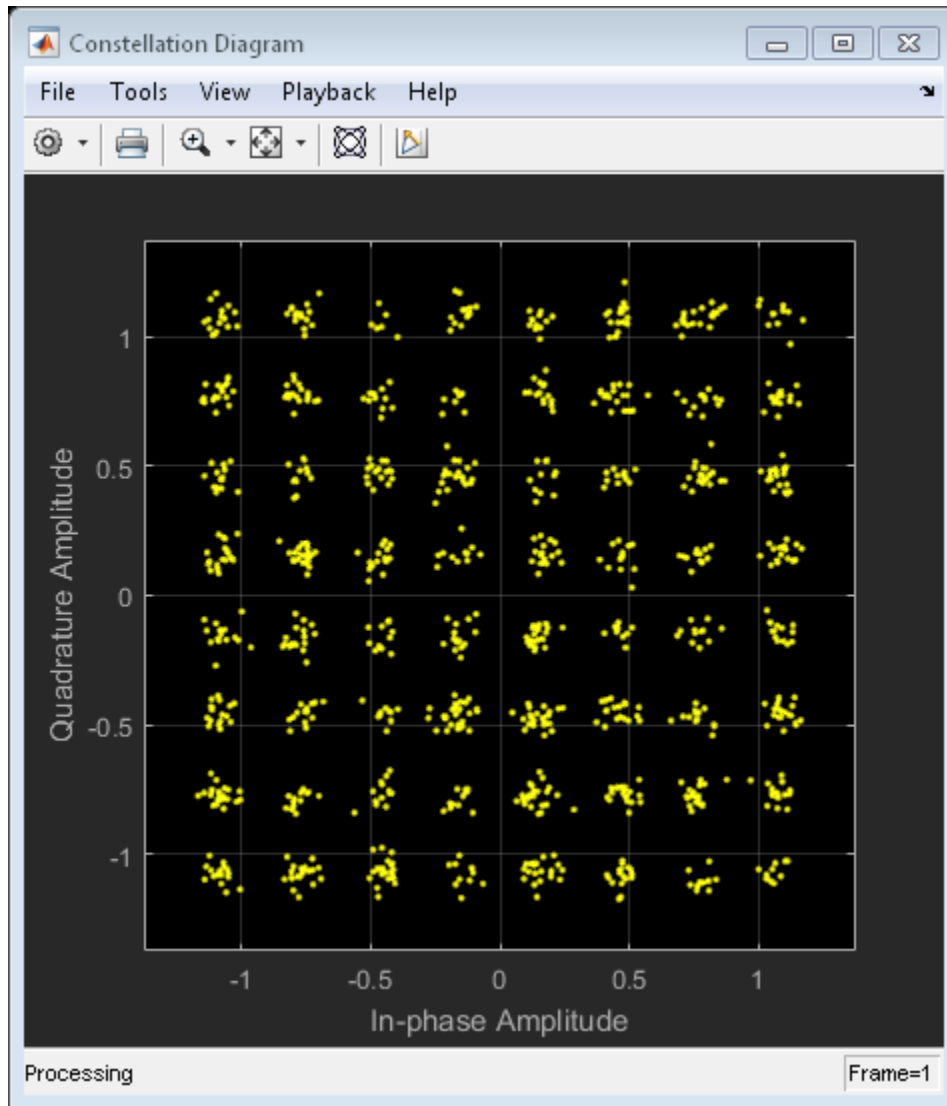 Constellation Diagram
File Tools View Playback Help
1
0.5
0
-0.5
-1
Quadrature Amplitude
-1 -0.5 0 0.5 1
In-phase Amplitude
Processing Frame=1